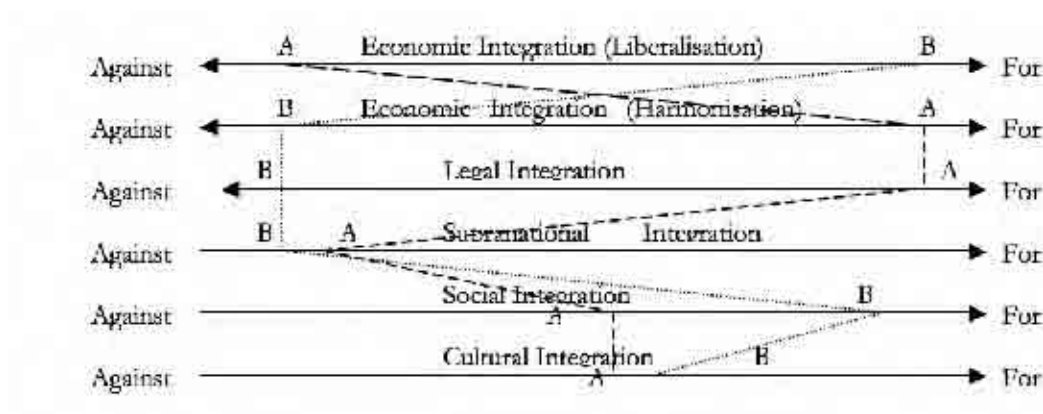 A Economic Integration (Liberalisation) B
Against For
B Economic Integration (Harmonisation) A
Against For
B Legal Integration A
Against For
B A Supranational Integration
Against For
Social Integration B
Against A For
Cultural Integration B
Against A For